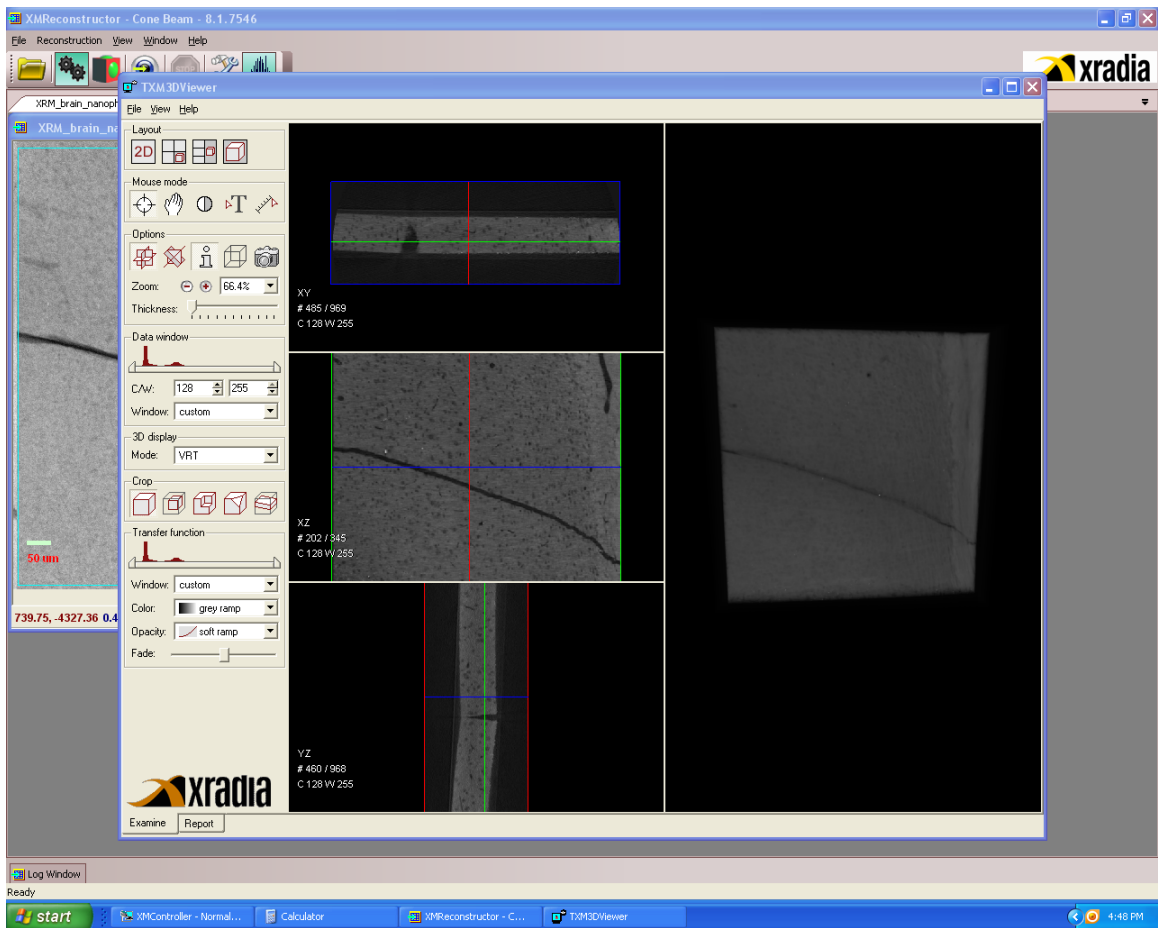 XMReconstructor - Cone Beam - 8.1.7546
File Reconstruction View Window Help
xradia
XRM_brain_nanoph
XRM_brain_na
TXM3DViewer
File View Help
Layout
2D
Mouse mode
T
Options
Zoom: 66.4%
Thickness:
Data window
C/W: 128 255
Window: custom
3D display
Mode: VRT
Crop
Transfer function
Window: custom
Color: grey ramp
Opacity: soft ramp
Fade:
xradia
Examine Report
XY
# 485 / 969
C 128 W 255
XZ
# 202 / 345
C 128 W 255
YZ
# 460 / 968
C 128 W 255
50 um
739.75, -4327.36 0.4
Log Window
Ready
start XMController - Normal... Calculator XMReconstructor - C... TXM3DViewer 4:48 PM